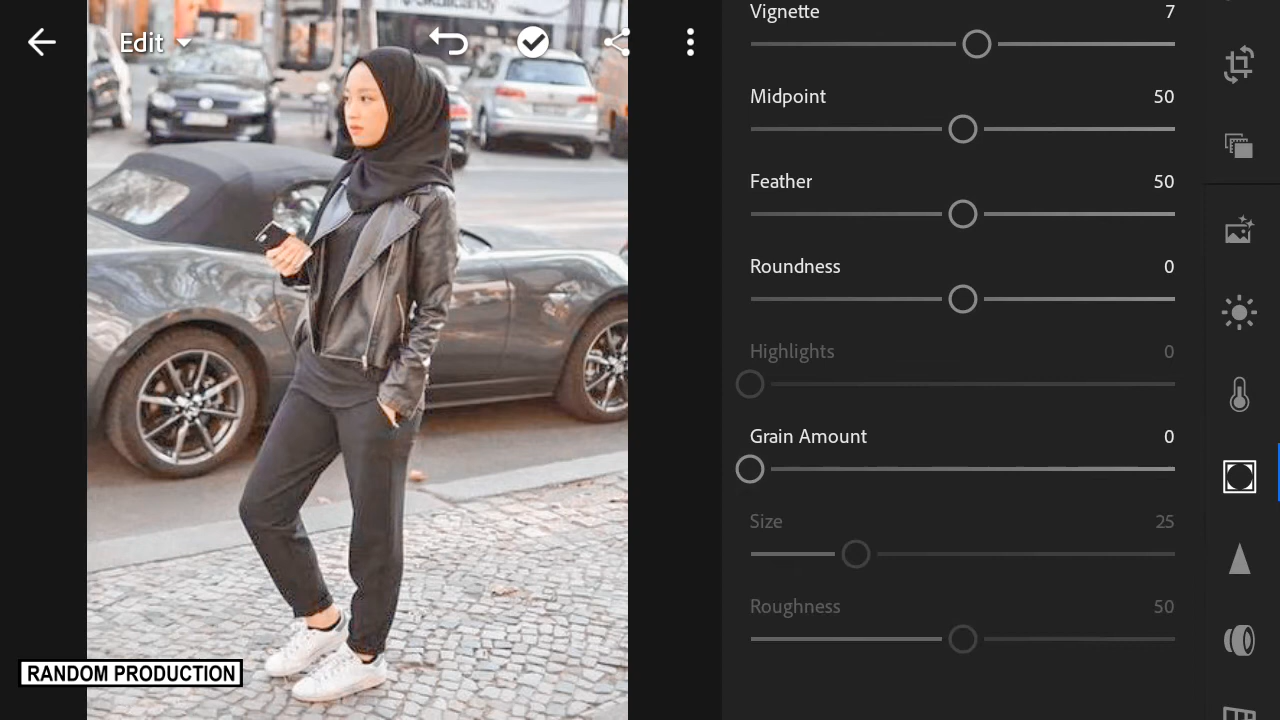 Edit
Vignette 7
Midpoint 50
Feather 50
Roundness 0
Highlights 0
Grain Amount 0
Size 25
Roughness 50
RANDOM PRODUCTION